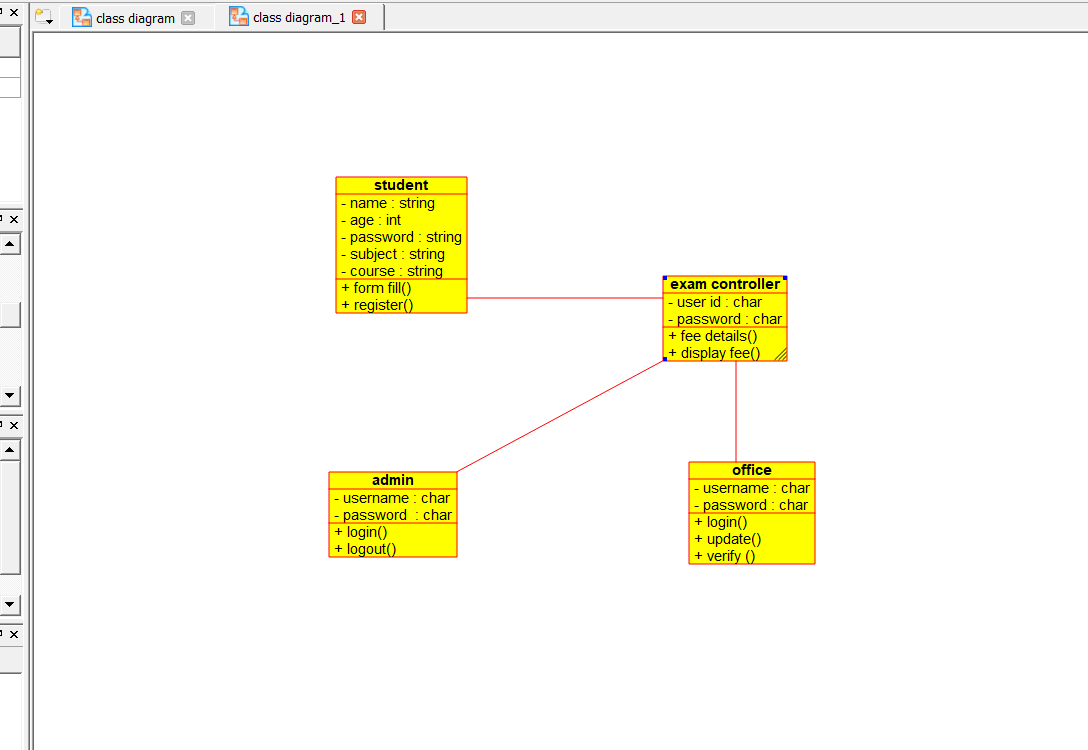 class diagram
class diagram_1
student
- name : string
- age : int
- password : string
- subject : string
- course : string
+ form fill()
+ register()
exam controller
- user id : char
- password : char
+ fee details()
+ display fee()
admin
- username : char
- password  : char
+ login()
+ logout()
office
- username : char
- password : char
+ login()
+ update()
+ verify ()